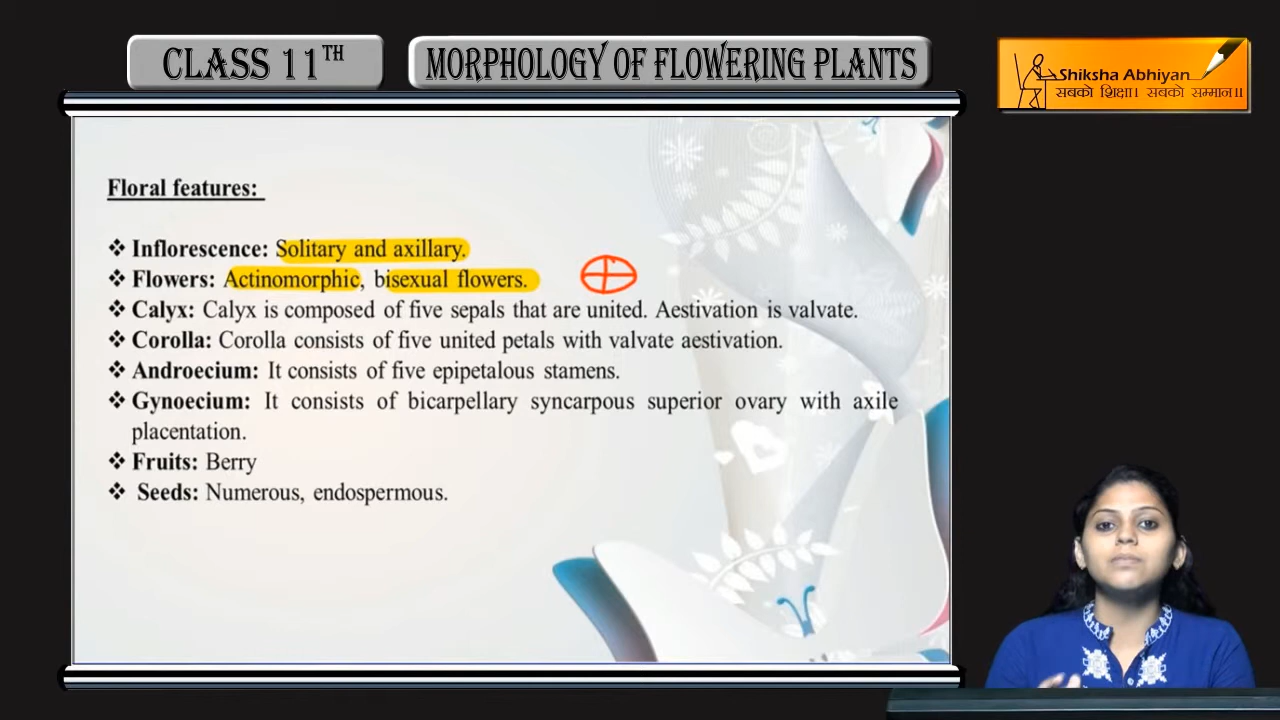 CLASS 11TH
MORPHOLOGY OF FLOWERING PLANTS
Shiksha Abhiyan
सबको शिक्षा। सबको सम्मान॥
Floral features:
❖ Inflorescence: Solitary and axillary.
❖ Flowers: Actinomorphic, bisexual flowers.
❖ Calyx: Calyx is composed of five sepals that are united. Aestivation is valvate.
❖ Corolla: Corolla consists of five united petals with valvate aestivation.
❖ Androecium: It consists of five epipetalous stamens.
❖ Gynoecium: It consists of bicarpellary syncarpous superior ovary with axile
placentation.
❖ Fruits: Berry
❖ Seeds: Numerous, endospermous.